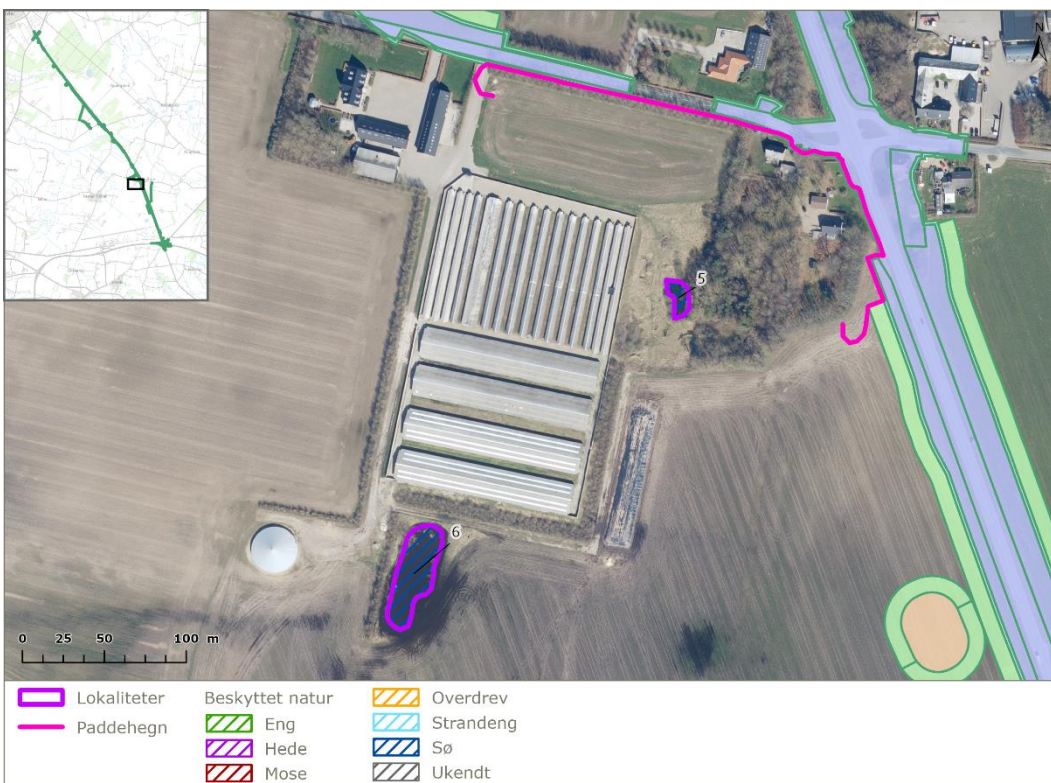 N
5
6
0 25 50 100 m
Lokaliteter
Paddehegn
Beskyttet natur
Eng
Hede
Mose
Overdrev
Strandeng
Sø
Ukendt